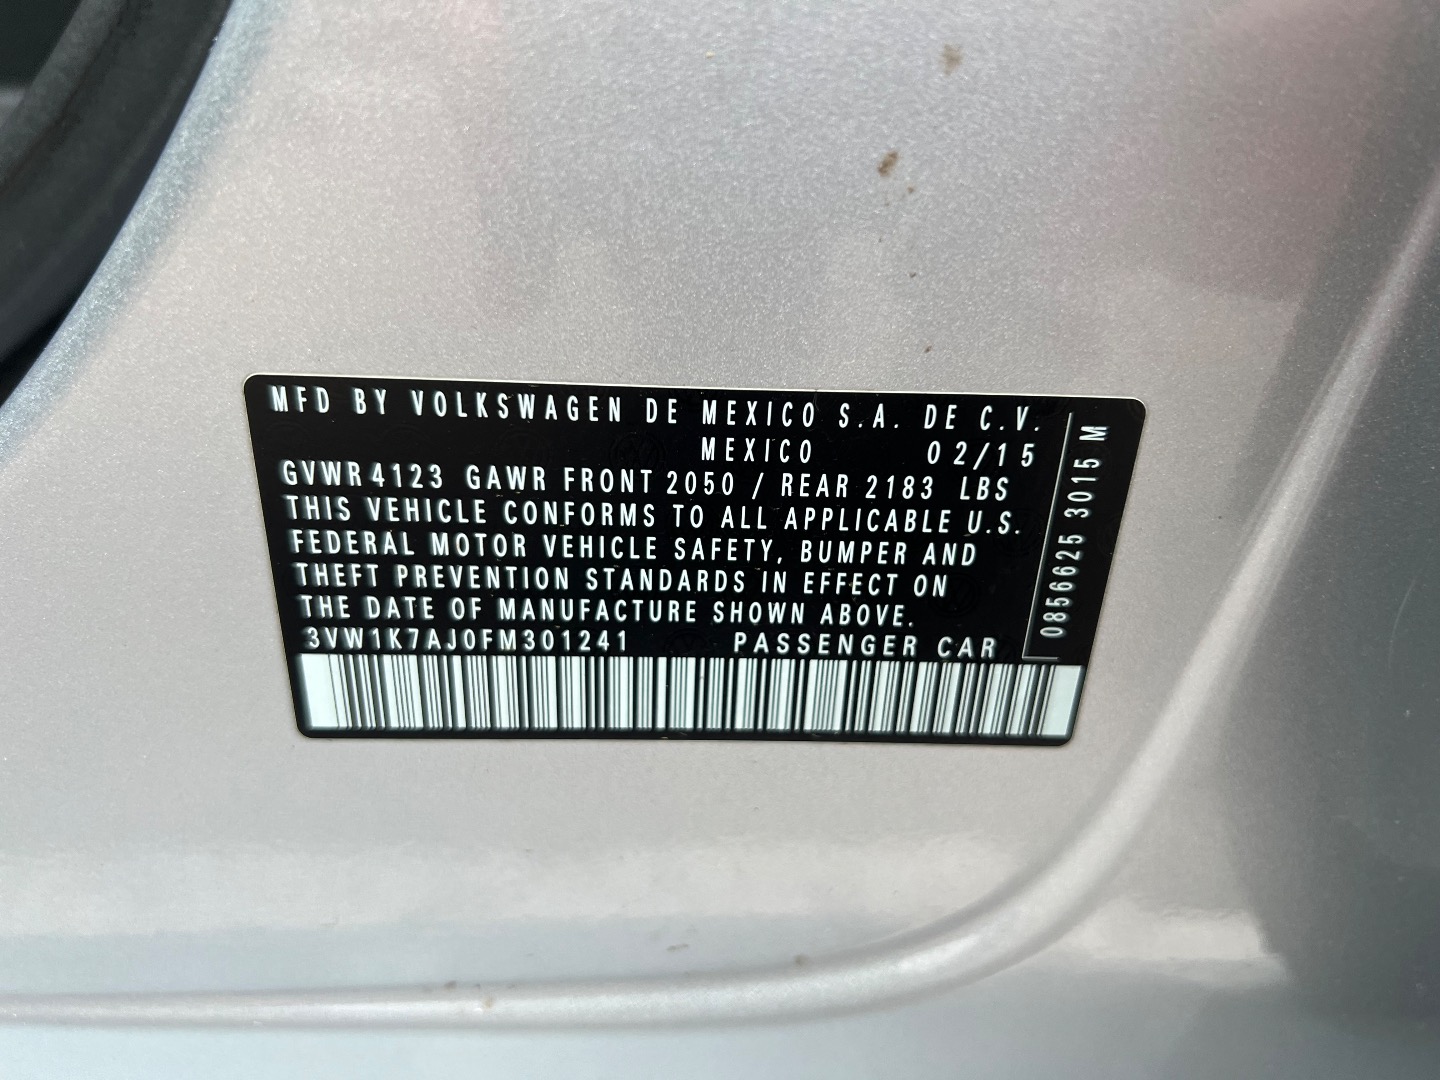 MFD BY VOLKSWAGEN DE MEXICO S.A. DE C.V.
MEXICO 02/15
GVWR 4123 GAWR FRONT 2050 / REAR 2183 LBS
THIS VEHICLE CONFORMS TO ALL APPLICABLE U.S.
FEDERAL MOTOR VEHICLE SAFETY, BUMPER AND
THEFT PREVENTION STANDARDS IN EFFECT ON
THE DATE OF MANUFACTURE SHOWN ABOVE.
3VW1K7AJ0FM301241 PASSENGER CAR
0856625 3015 M